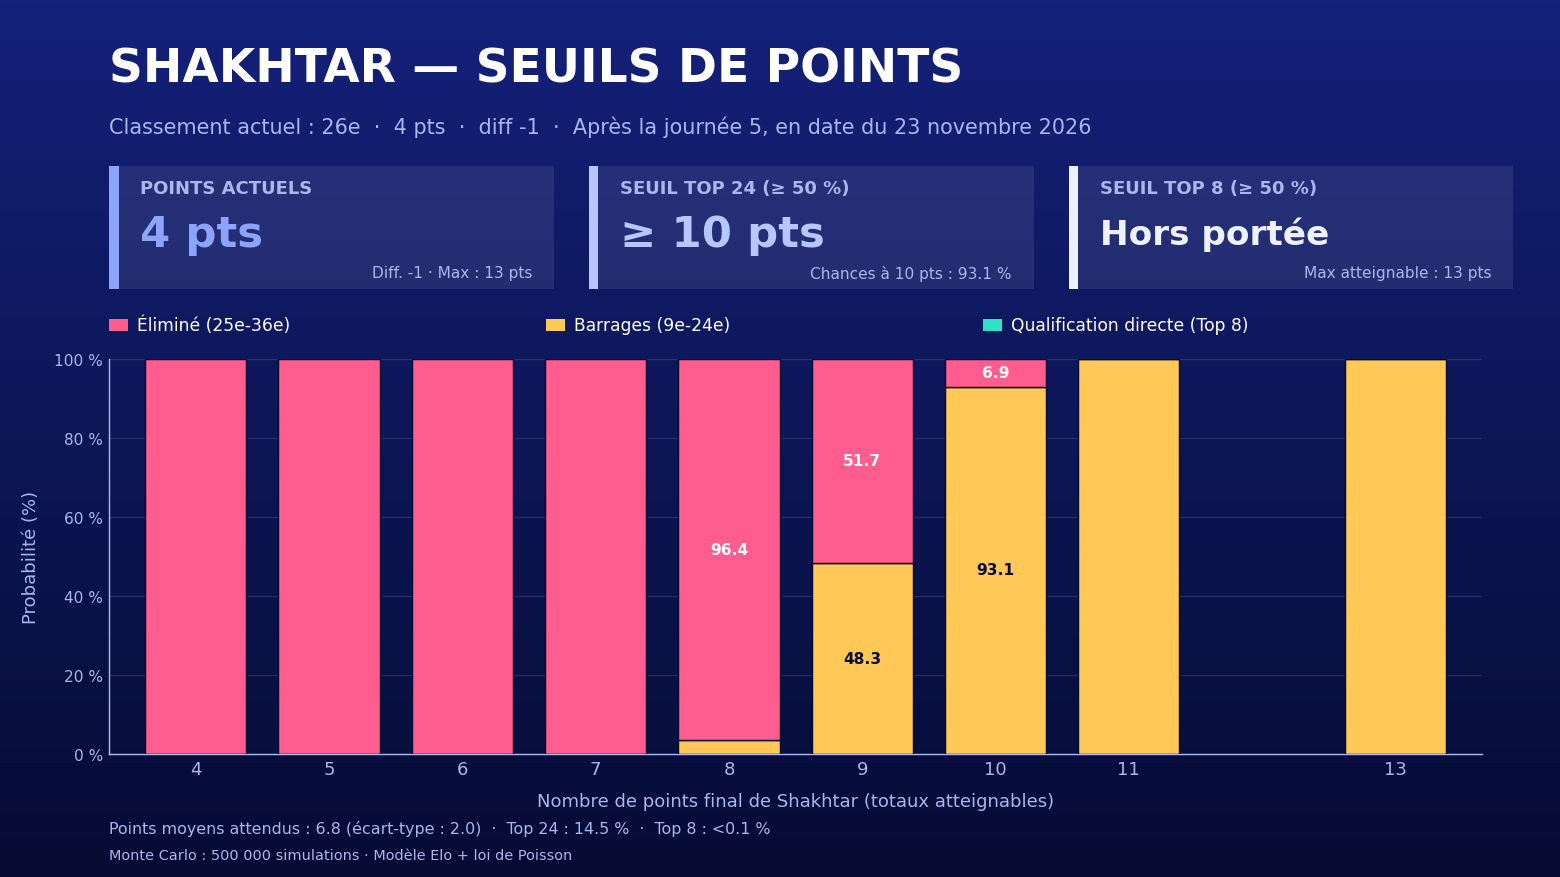 SHAKHTAR — SEUILS DE POINTS
Classement actuel : 26e · 4 pts · diff -1 · Après la journée 5, en date du 23 novembre 2026
POINTS ACTUELS
4 pts
Diff. -1 · Max : 13 pts
SEUIL TOP 24 (≥ 50 %)
≥ 10 pts
Chances à 10 pts : 93.1 %
SEUIL TOP 8 (≥ 50 %)
Hors portée
Max atteignable : 13 pts
Éliminé (25e-36e)
Barrages (9e-24e)
Qualification directe (Top 8)
Probabilité (%)
100 %
80 %
60 %
40 %
20 %
0 %
96.4
51.7
48.3
6.9
93.1
4 5 6 7 8 9 10 11 13
Nombre de points final de Shakhtar (totaux atteignables)
Points moyens attendus : 6.8 (écart-type : 2.0) · Top 24 : 14.5 % · Top 8 : <0.1 %
Monte Carlo : 500 000 simulations · Modèle Elo + loi de Poisson